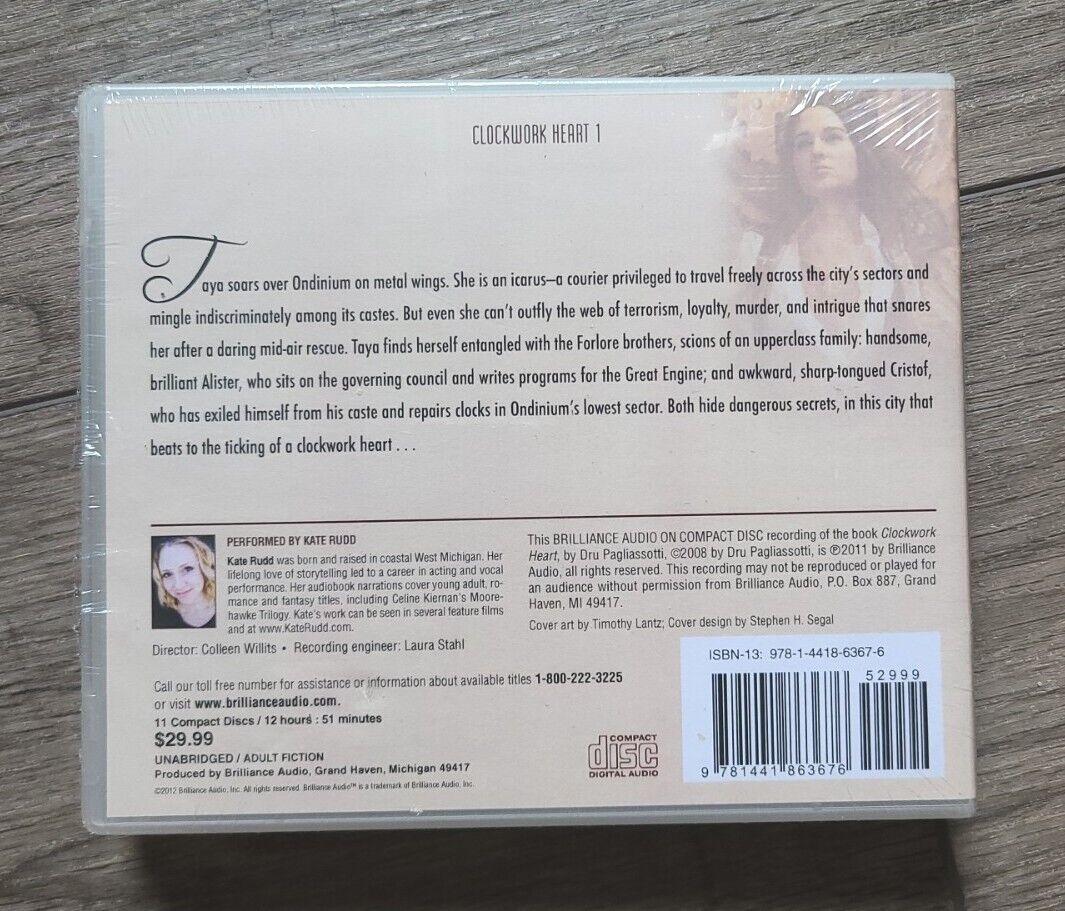 CLOCKWORK HEART 1
Taya soars over Ondinium on metal wings. She is an icarus—a courier privileged to travel freely across the city's sectors and
mingle indiscriminately among its castes. But even she can't outfly the web of terrorism, loyalty, murder, and intrigue that snares
her after a daring mid-air rescue. Taya finds herself entangled with the Forlore brothers, scions of an upperclass family: handsome,
brilliant Alister, who sits on the governing council and writes programs for the Great Engine; and awkward, sharp-tongued Cristof,
who has exiled himself from his caste and repairs clocks in Ondinium's lowest sector. Both hide dangerous secrets, in this city that
beats to the ticking of a clockwork heart . . .
PERFORMED BY KATE RUDD
Kate Rudd was born and raised in coastal West Michigan. Her
lifelong love of storytelling led to a career in acting and vocal
performance. Her audiobook narrations cover young adult, ro-
mance and fantasy titles, including Celine Kiernan's Moore-
hawke Trilogy. Kate's work can be seen in several feature films
and at www.KateRudd.com.
Director: Colleen Willits • Recording engineer: Laura Stahl
This BRILLIANCE AUDIO ON COMPACT DISC recording of the book Clockwork
Heart, by Dru Pagliassotti, ©2008 by Dru Pagliassotti, is ℗2011 by Brilliance
Audio, all rights reserved. This recording may not be reproduced or played for
an audience without permission from Brilliance Audio, P.O. Box 887, Grand
Haven, MI 49417.
Cover art by Timothy Lantz; Cover design by Stephen H. Segal
Call our toll free number for assistance or information about available titles 1-800-222-3225
or visit www.brillianceaudio.com.
11 Compact Discs / 12 hours : 51 minutes
$29.99
UNABRIDGED / ADULT FICTION
Produced by Brilliance Audio, Grand Haven, Michigan 49417
©2012 Brilliance Audio, Inc. All rights reserved. Brilliance Audio™ is a trademark of Brilliance Audio, Inc.
COMPACT
disc
DIGITAL AUDIO
ISBN-13: 978-1-4418-6367-6
52999
9 781441 863676